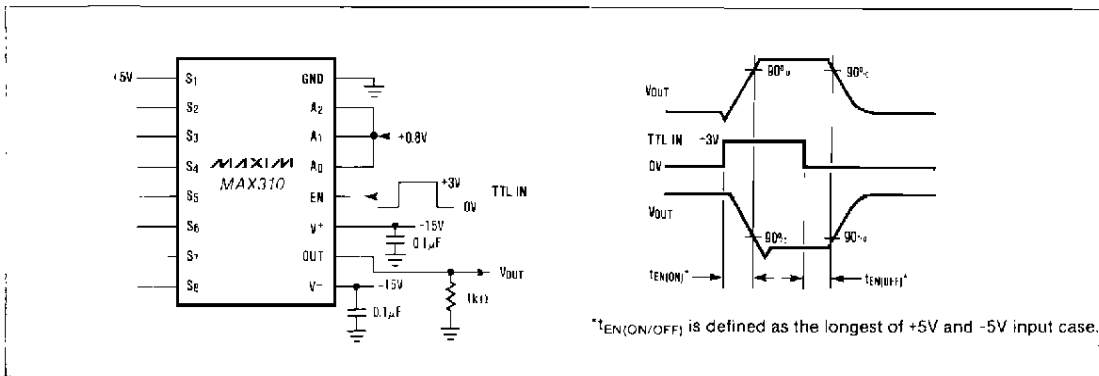 +5V
S1
S2
S3
S4
S5
S6
S7
S8
MAXIM
MAX310
GND
A2
A1
A0
EN
V+
OUT
V-
+0.8V
+3V
0V
TTL IN
-15V
0.1µF
VOUT
-15V
0.1µF
1kΩ
VOUT
90%
90%
TTL IN
-3V
0V
VOUT
90%
90%
tEN(ON)*
tEN(OFF)*
*tEN(ON/OFF) is defined as the longest of +5V and -5V input case.